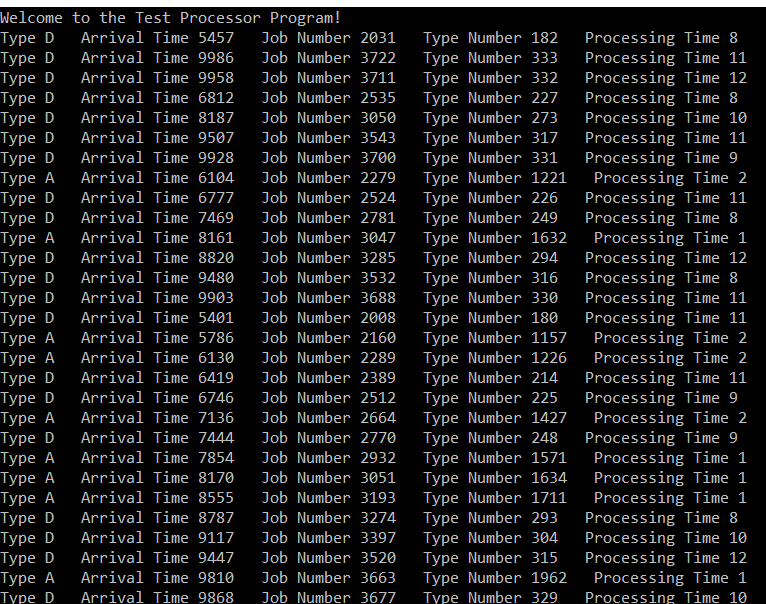 Welcome to the Test Processor Program!
Type D   Arrival Time 5457   Job Number 2031   Type Number 182   Processing Time 8
Type D   Arrival Time 9986   Job Number 3722   Type Number 333   Processing Time 11
Type D   Arrival Time 9958   Job Number 3711   Type Number 332   Processing Time 12
Type D   Arrival Time 6812   Job Number 2535   Type Number 227   Processing Time 8
Type D   Arrival Time 8187   Job Number 3050   Type Number 273   Processing Time 10
Type D   Arrival Time 9507   Job Number 3543   Type Number 317   Processing Time 11
Type D   Arrival Time 9928   Job Number 3700   Type Number 331   Processing Time 9
Type A   Arrival Time 6104   Job Number 2279   Type Number 1221   Processing Time 2
Type D   Arrival Time 6777   Job Number 2524   Type Number 226   Processing Time 11
Type D   Arrival Time 7469   Job Number 2781   Type Number 249   Processing Time 8
Type A   Arrival Time 8161   Job Number 3047   Type Number 1632   Processing Time 1
Type D   Arrival Time 8820   Job Number 3285   Type Number 294   Processing Time 12
Type D   Arrival Time 9480   Job Number 3532   Type Number 316   Processing Time 8
Type D   Arrival Time 9903   Job Number 3688   Type Number 330   Processing Time 11
Type D   Arrival Time 5401   Job Number 2008   Type Number 180   Processing Time 11
Type A   Arrival Time 5786   Job Number 2160   Type Number 1157   Processing Time 2
Type A   Arrival Time 6130   Job Number 2289   Type Number 1226   Processing Time 2
Type D   Arrival Time 6419   Job Number 2389   Type Number 214   Processing Time 11
Type D   Arrival Time 6746   Job Number 2512   Type Number 225   Processing Time 9
Type A   Arrival Time 7136   Job Number 2664   Type Number 1427   Processing Time 2
Type D   Arrival Time 7444   Job Number 2770   Type Number 248   Processing Time 9
Type A   Arrival Time 7854   Job Number 2932   Type Number 1571   Processing Time 1
Type A   Arrival Time 8170   Job Number 3051   Type Number 1634   Processing Time 1
Type A   Arrival Time 8555   Job Number 3193   Type Number 1711   Processing Time 1
Type D   Arrival Time 8787   Job Number 3274   Type Number 293   Processing Time 8
Type D   Arrival Time 9117   Job Number 3397   Type Number 304   Processing Time 10
Type D   Arrival Time 9447   Job Number 3520   Type Number 315   Processing Time 12
Type A   Arrival Time 9810   Job Number 3663   Type Number 1962   Processing Time 1
Type D   Arrival Time 9868   Job Number 3677   Type Number 329   Processing Time 10